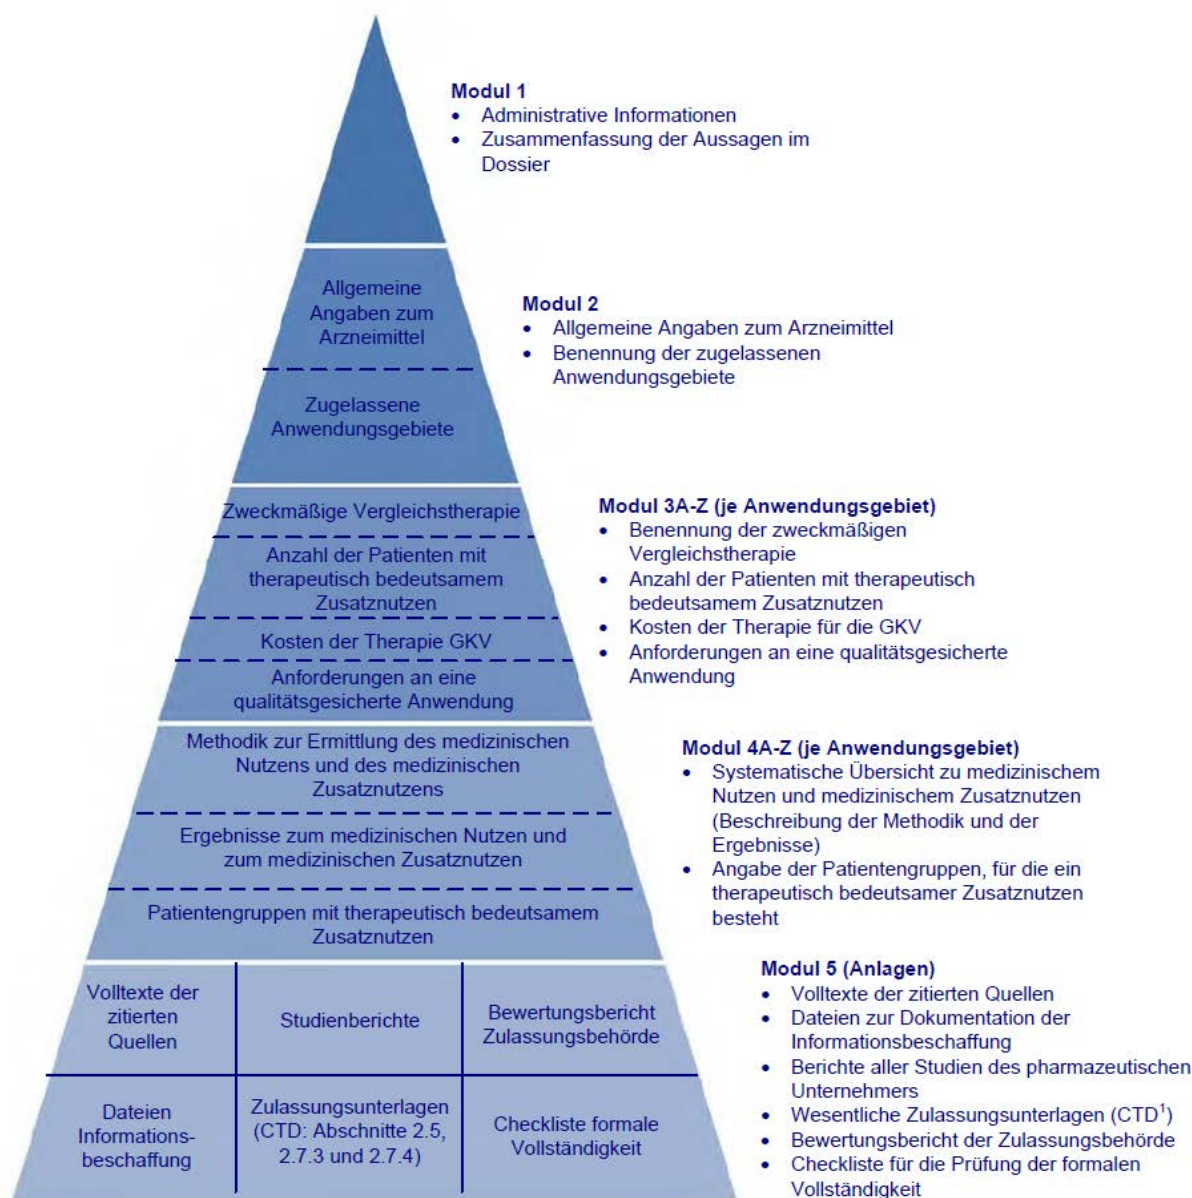 Modul 1
• Administrative Informationen
• Zusammenfassung der Aussagen im
Dossier
Allgemeine
Angaben zum
Arzneimittel
Zugelassene
Anwendungsgebiete
Modul 2
• Allgemeine Angaben zum Arzneimittel
• Benennung der zugelassenen
Anwendungsgebiete
Zweckmäßige Vergleichstherapie
Anzahl der Patienten mit
therapeutisch bedeutsamem
Zusatznutzen
Kosten der Therapie GKV
Anforderungen an eine
qualitätsgesicherte Anwendung
Modul 3A-Z (je Anwendungsgebiet)
• Benennung der zweckmäßigen
Vergleichstherapie
• Anzahl der Patienten mit therapeutisch
bedeutsamem Zusatznutzen
• Kosten der Therapie für die GKV
• Anforderungen an eine qualitätsgesicherte
Anwendung
Methodik zur Ermittlung des medizinischen
Nutzens und des medizinischen
Zusatznutzens
Ergebnisse zum medizinischen Nutzen und
zum medizinischen Zusatznutzen
Patientengruppen mit therapeutisch bedeutsamem
Zusatznutzen
Modul 4A-Z (je Anwendungsgebiet)
• Systematische Übersicht zu medizinischem
Nutzen und medizinischem Zusatznutzen
(Beschreibung der Methodik und der
Ergebnisse)
• Angabe der Patientengruppen, für die ein
therapeutisch bedeutsamer Zusatznutzen
besteht
Volltexte der
zitierten
Quellen
Studienberichte
Bewertungsbericht
Zulassungsbehörde
Dateien
Informations-
beschaffung
Zulassungsunterlagen
(CTD: Abschnitte 2.5,
2.7.3 und 2.7.4)
Checkliste formale
Vollständigkeit
Modul 5 (Anlagen)
• Volltexte der zitierten Quellen
• Dateien zur Dokumentation der
Informationsbeschaffung
• Berichte aller Studien des pharmazeutischen
Unternehmers
• Wesentliche Zulassungsunterlagen (CTD¹)
• Bewertungsbericht der Zulassungsbehörde
• Checkliste für die Prüfung der formalen
Vollständigkeit